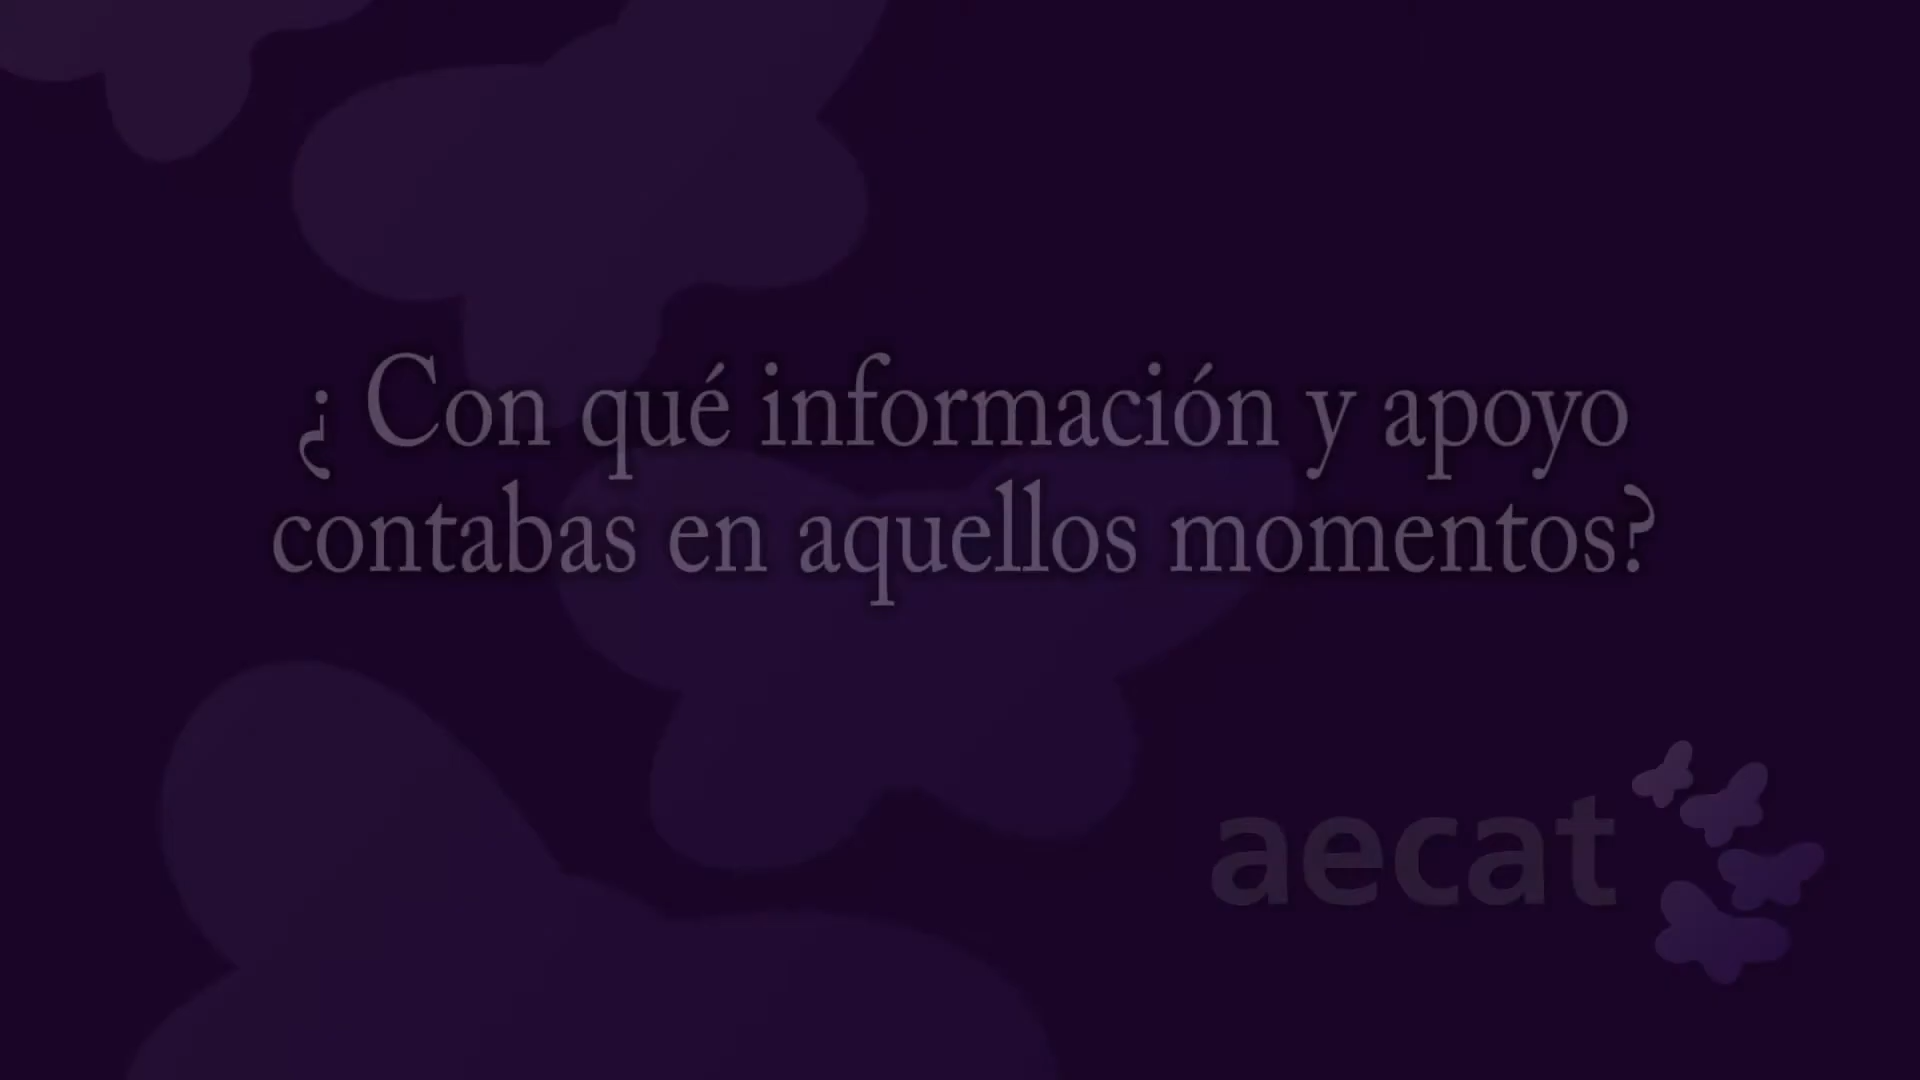 ¿ Con qué información y apoyo
contabas en aquellos momentos?
aecat